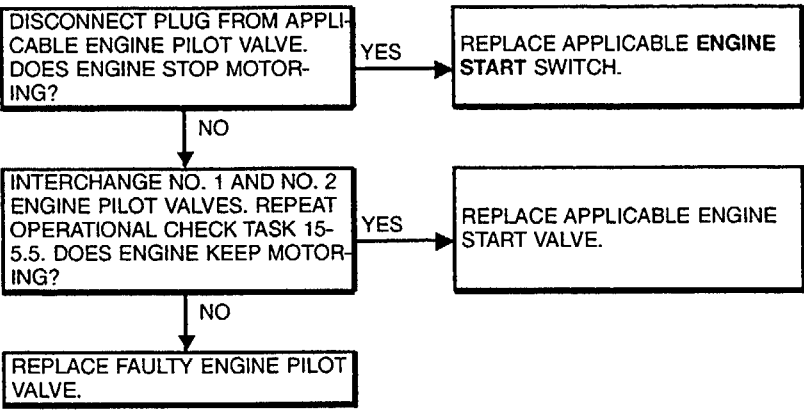 DISCONNECT PLUG FROM APPLI-
CABLE ENGINE PILOT VALVE.
DOES ENGINE STOP MOTOR-
ING?
YES
REPLACE APPLICABLE ENGINE
START SWITCH.
NO
INTERCHANGE NO. 1 AND NO. 2
ENGINE PILOT VALVES. REPEAT
OPERATIONAL CHECK TASK 15-
5.5. DOES ENGINE KEEP MOTOR-
ING?
YES
REPLACE APPLICABLE ENGINE
START VALVE.
NO
REPLACE FAULTY ENGINE PILOT
VALVE.